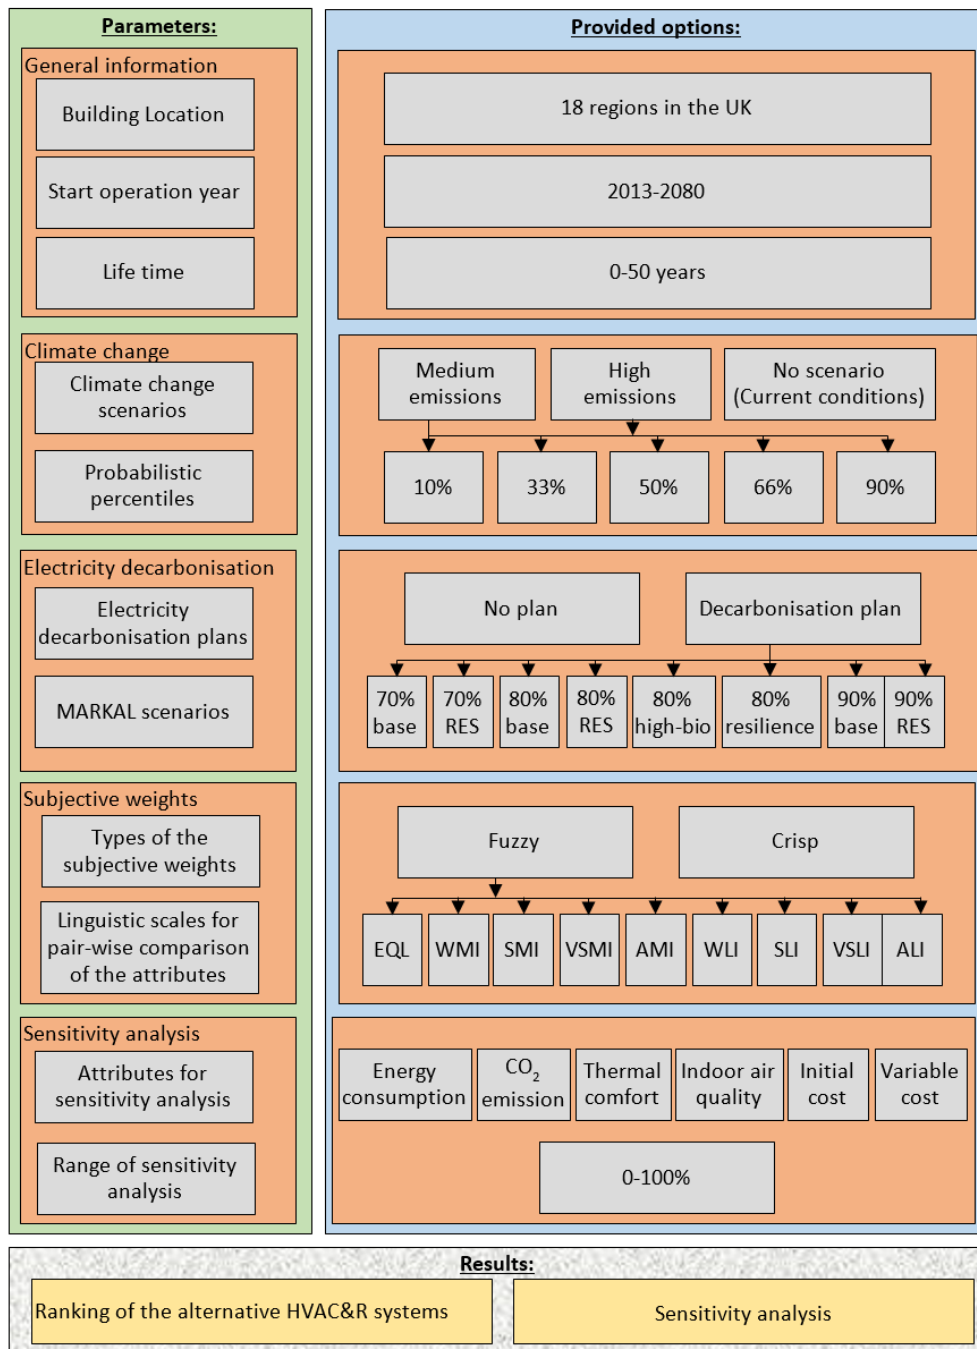 Parameters:
Provided options:
General information
Building Location
18 regions in the UK
Start operation year
2013-2080
Life time
0-50 years
Climate change
Climate change
scenarios
Medium
emissions
High
emissions
No scenario
(Current conditions)
Probabilistic
percentiles
10%
33%
50%
66%
90%
Electricity decarbonisation
Electricity
decarbonisation plans
No plan
Decarbonisation plan
MARKAL scenarios
70%
base
70%
RES
80%
base
80%
RES
80%
high-bio
80%
resilience
90%
base
90%
RES
Subjective weights
Types of the
subjective weights
Fuzzy
Crisp
Linguistic scales for
pair-wise comparison
of the attributes
EQL
WMI
SMI
VSMI
AMI
WLI
SLI
VSLI
ALI
Sensitivity analysis
Attributes for
sensitivity analysis
Energy
consumption
CO₂
emission
Thermal
comfort
Indoor air
quality
Initial
cost
Variable
cost
Range of sensitivity
analysis
0-100%
Results:
Ranking of the alternative HVAC&R systems
Sensitivity analysis